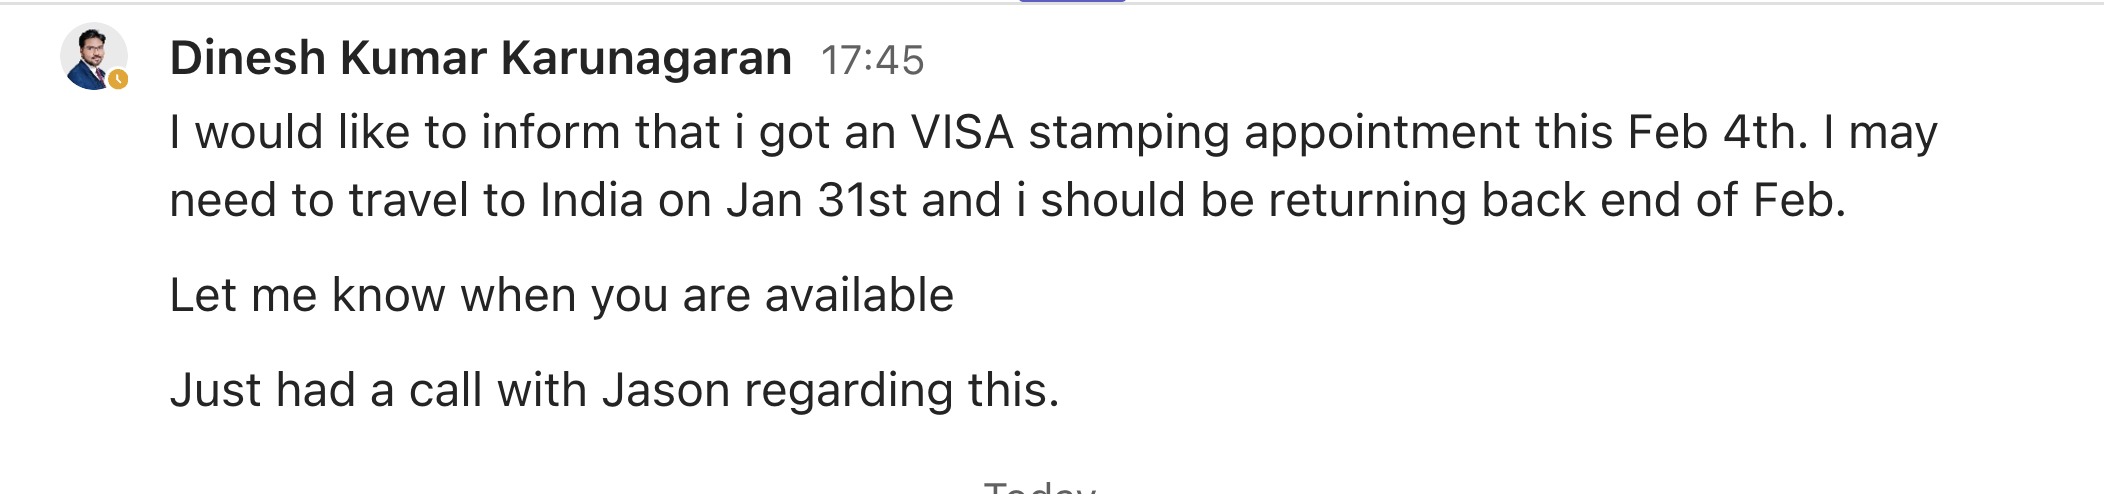 Dinesh Kumar Karunagaran 17:45
I would like to inform that i got an VISA stamping appointment this Feb 4th. I may
need to travel to India on Jan 31st and i should be returning back end of Feb.
Let me know when you are available
Just had a call with Jason regarding this.
Today